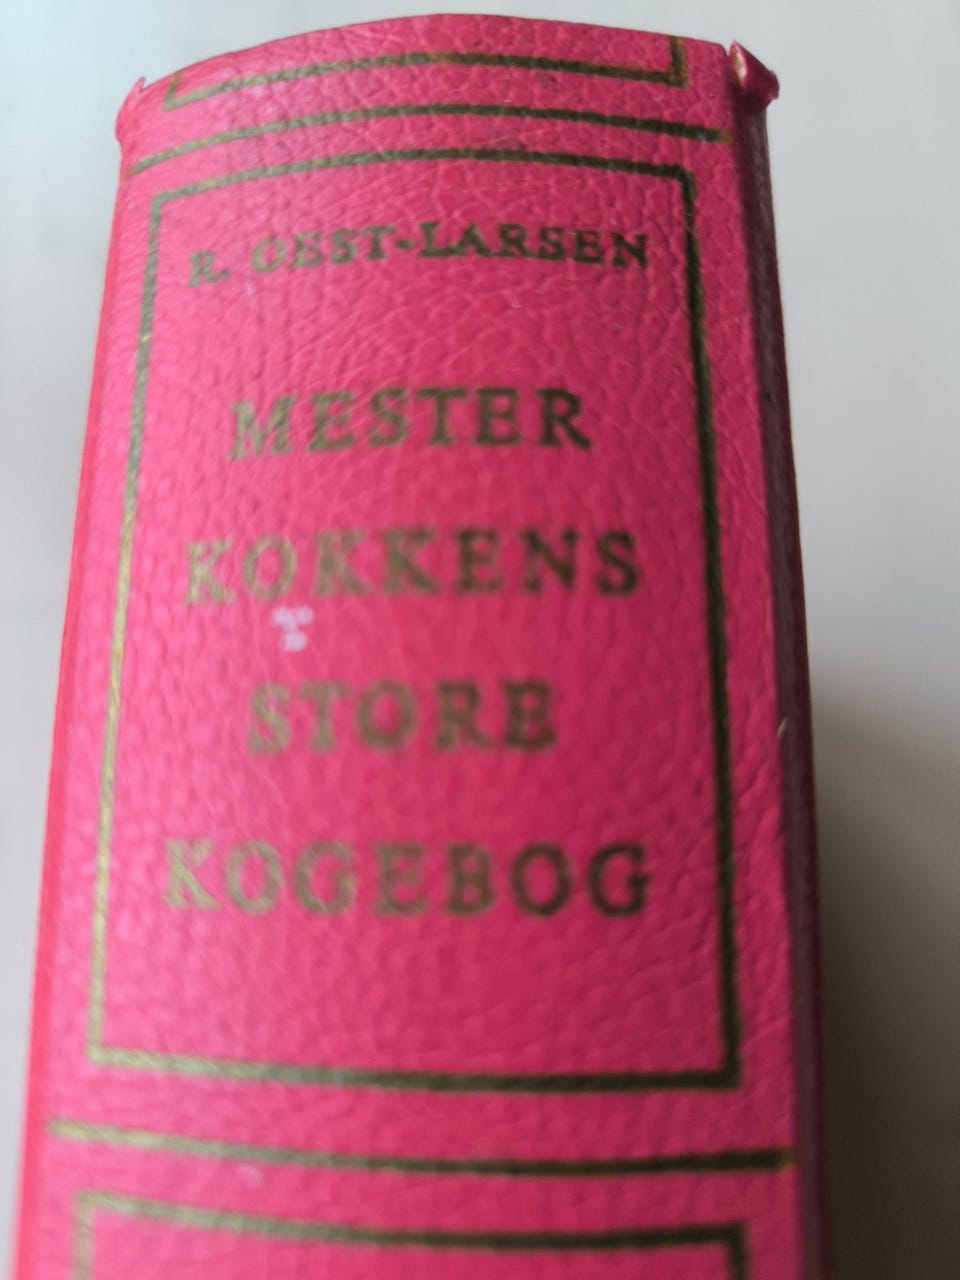 R. OEST-LARSEN
MESTER
KOKKENS
STORE
KOGEBOG